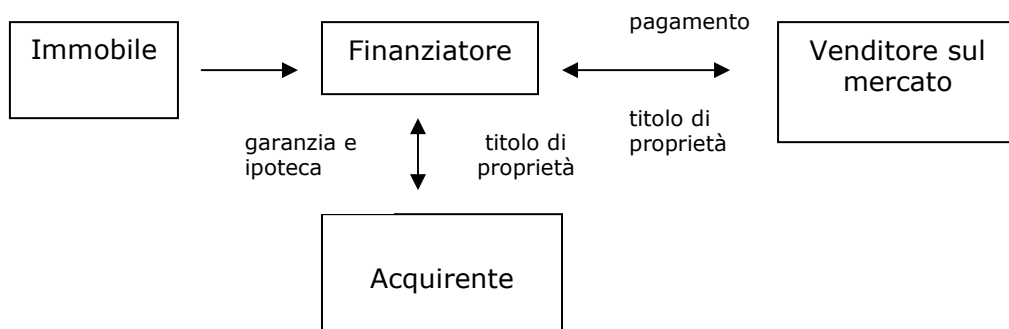 pagamento
Immobile
Finanziatore
Venditore sul
mercato
garanzia e
ipoteca
titolo di
proprietà
titolo di
proprietà
Acquirente